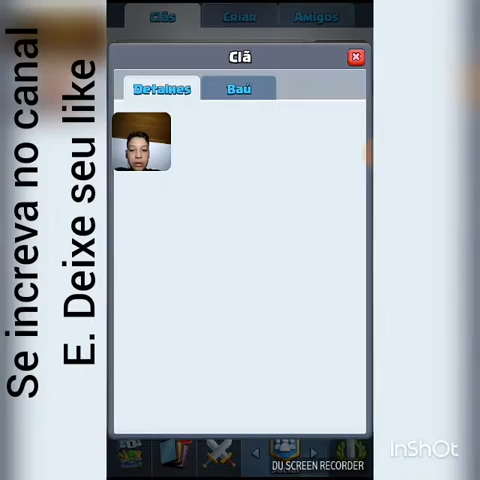 Se increva no canal
E. Deixe seu like
Clãs
Criar
Amigos
Clã
Detalhes
Baú
DU SCREEN RECORDER
InShOt